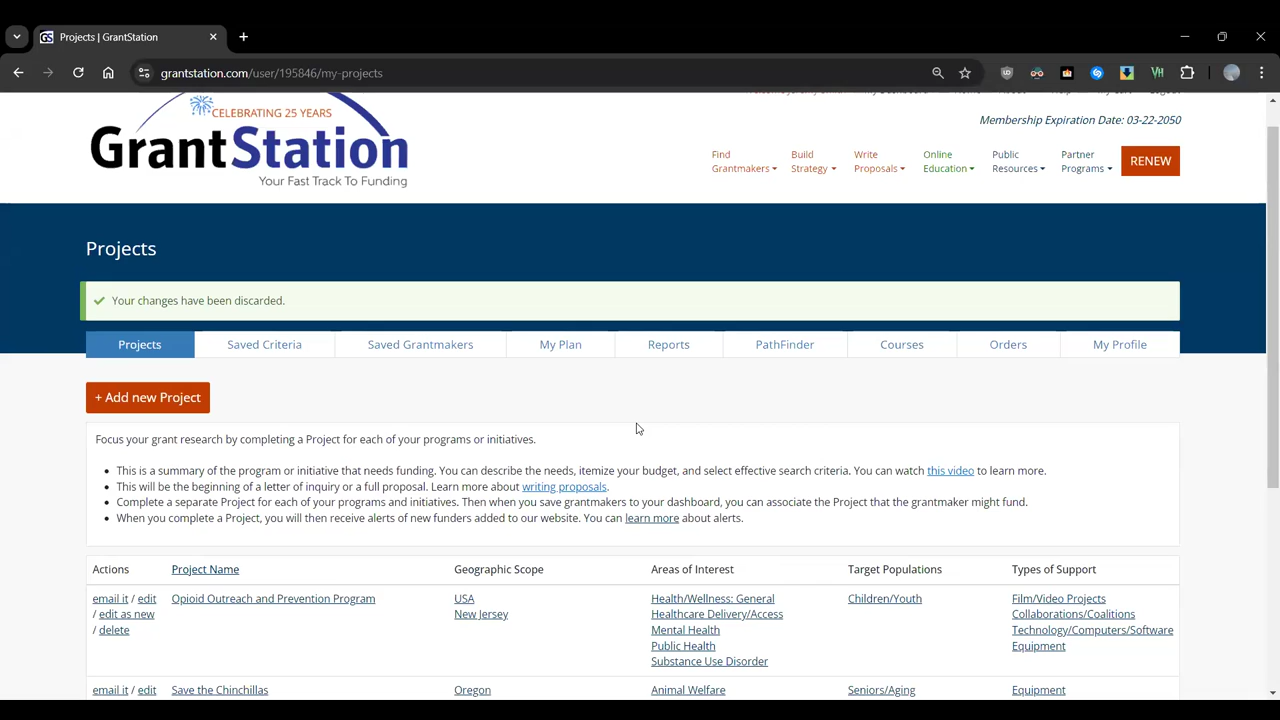 Projects | GrantStation
grantstation.com/user/195846/my-projects
CELEBRATING 25 YEARS
GrantStation
Your Fast Track To Funding
Membership Expiration Date: 03-22-2050
Find Grantmakers
Build Strategy
Write Proposals
Online Education
Public Resources
Partner Programs
RENEW
Projects
Your changes have been discarded.
Projects Saved Criteria Saved Grantmakers My Plan Reports PathFinder Courses Orders My Profile
+ Add new Project
Focus your grant research by completing a Project for each of your programs or initiatives.
• This is a summary of the program or initiative that needs funding. You can describe the needs, itemize your budget, and select effective search criteria. You can watch this video to learn more.
• This will be the beginning of a letter of inquiry or a full proposal. Learn more about writing proposals.
• Complete a separate Project for each of your programs and initiatives. Then when you save grantmakers to your dashboard, you can associate the Project that the grantmaker might fund.
• When you complete a Project, you will then receive alerts of new funders added to our website. You can learn more about alerts.
Actions Project Name Geographic Scope Areas of Interest Target Populations Types of Support
email it / edit Opioid Outreach and Prevention Program USA Health/Wellness: General Children/Youth Film/Video Projects
/ edit as new New Jersey Healthcare Delivery/Access Collaborations/Coalitions
/ delete Mental Health Technology/Computers/Software
Public Health Equipment
Substance Use Disorder
email it / edit Save the Chinchillas Oregon Animal Welfare Seniors/Aging Equipment